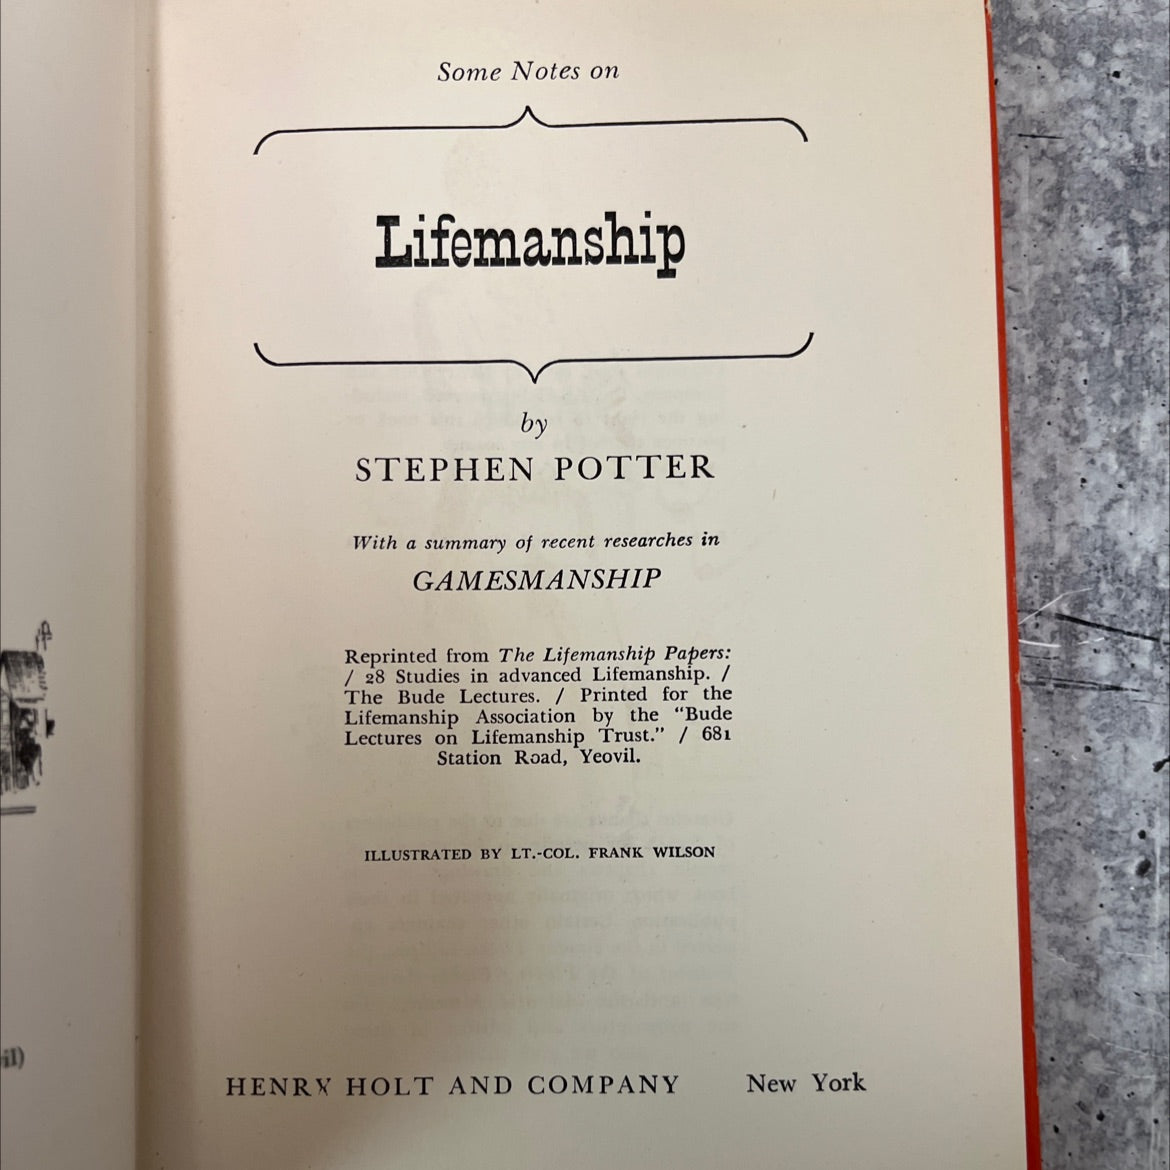 Some Notes on
Lifemanship
by
STEPHEN POTTER
With a summary of recent researches in
GAMESMANSHIP
Reprinted from The Lifemanship Papers:
/ 28 Studies in advanced Lifemanship. /
The Bude Lectures. / Printed for the
Lifemanship Association by the “Bude
Lectures on Lifemanship Trust.” / 681
Station Road, Yeovil.
ILLUSTRATED BY LT.-COL. FRANK WILSON
HENRY HOLT AND COMPANY New York
il)